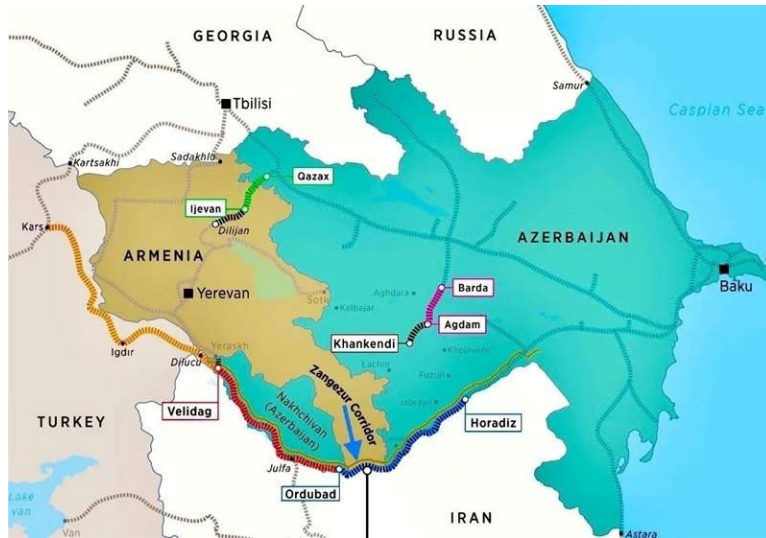 GEORGIA
RUSSIA
Samur
Tbilisi
Caspian Sea
Kartsakhi
Sadakhlo
Qazax
Ijevan
Kars
Dilijan
AZERBAIJAN
ARMENIA
Baku
Yerevan
Sotk
Aghdara
Barda
Kalbajar
Agdam
Igdır
Khankendi
Yeraskh
Khojavend
Dilucu
Lachin
Zangezur Corridor
Fuzuli
Nakhchivan
(Azerbaijan)
Jabrayil
Velidag
Horadiz
TURKEY
Julfa
Ordubad
Lake
van
IRAN
Van
Astara